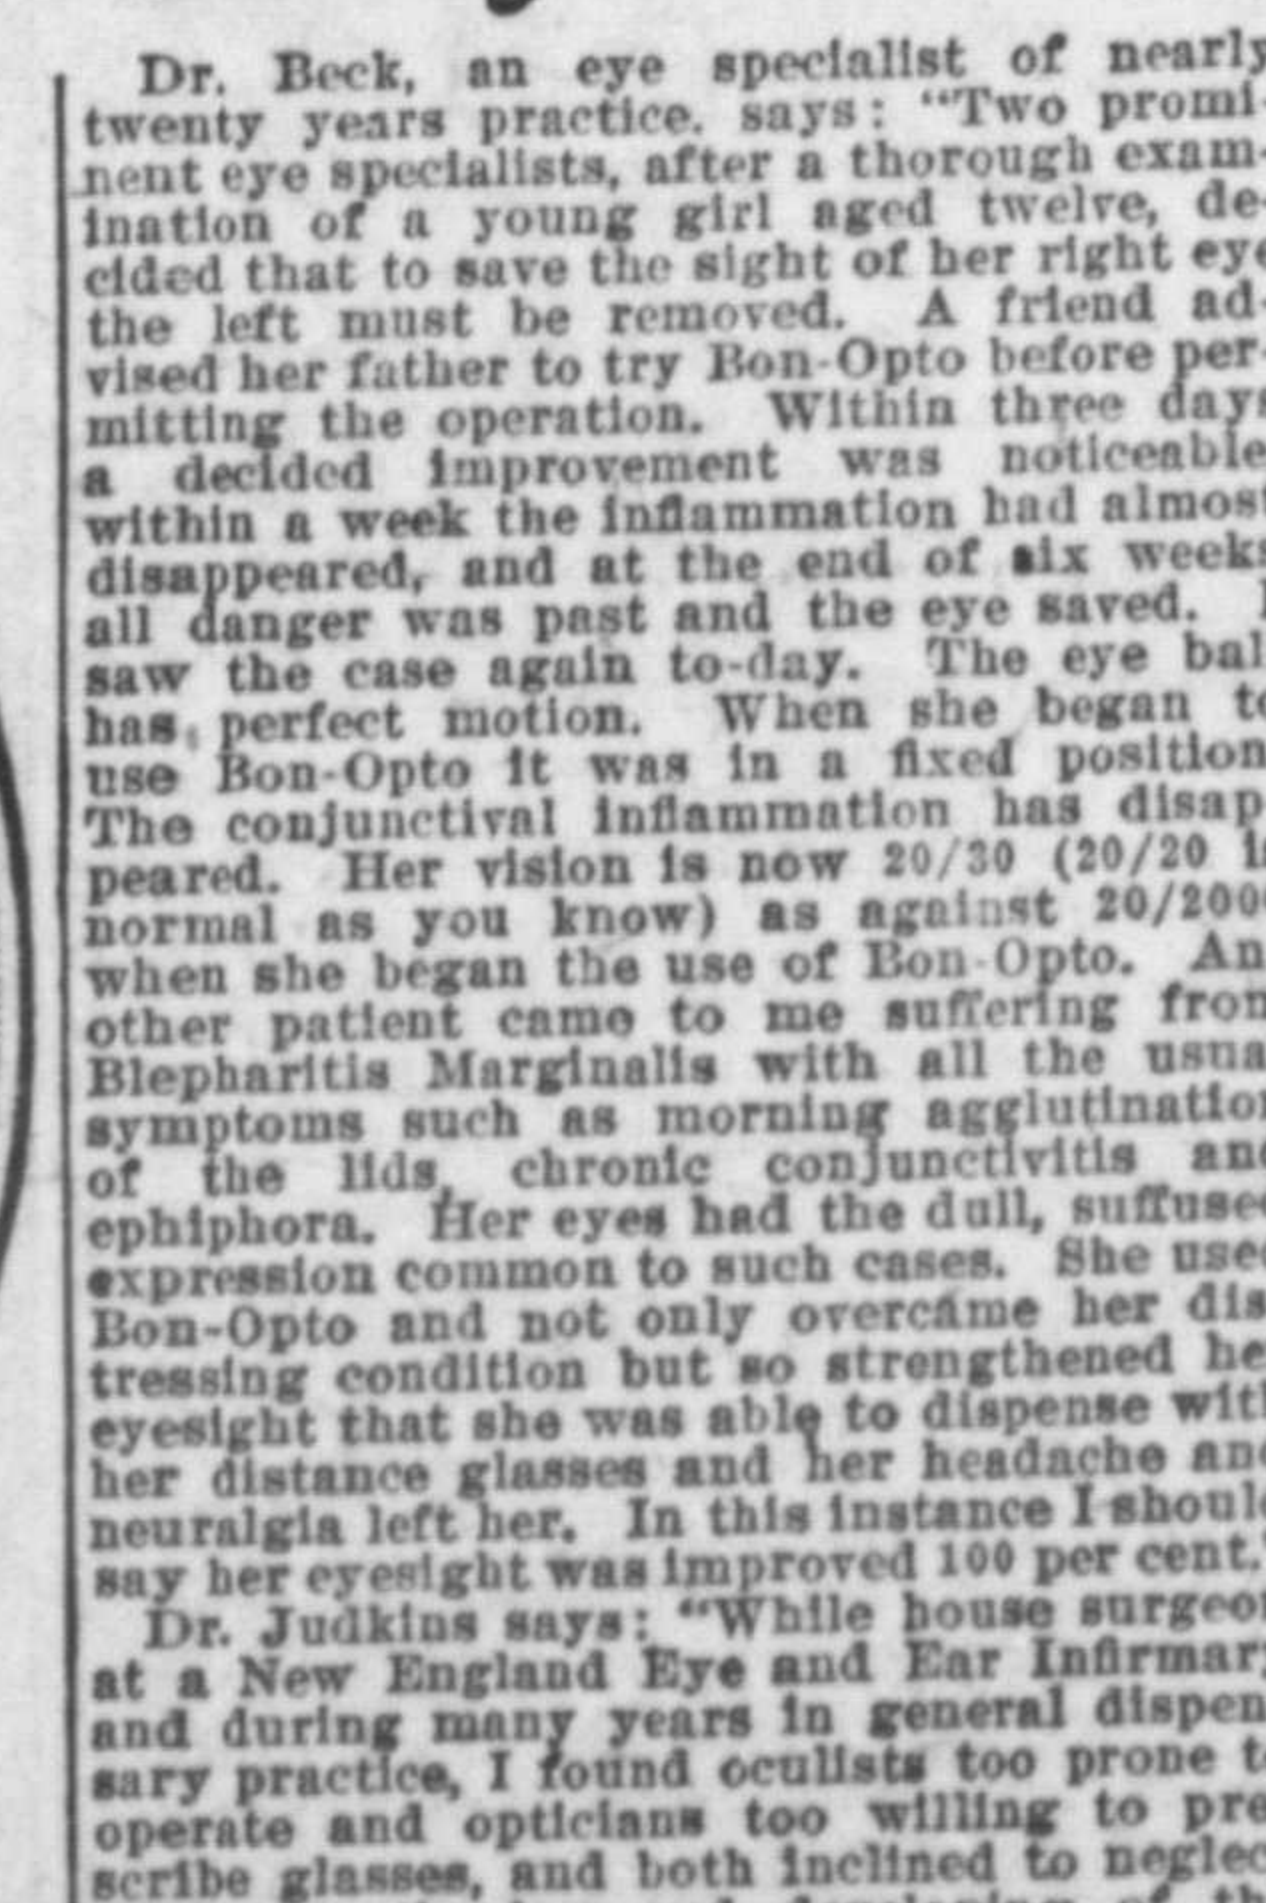 Dr. Beck, an eye specialist of nearly
twenty years practice. says: "Two promi-
nent eye specialists, after a thorough exam-
ination of a young girl aged twelve, de-
cided that to save the sight of her right eye
the left must be removed. A friend ad-
vised her father to try Bon-Opto before per-
mitting the operation. Within three days
a decided improvement was noticeable
within a week the inflammation had almost
disappeared, and at the end of six weeks
all danger was past and the eye saved. I
saw the case again to-day. The eye ball
has perfect motion. When she began to
use Bon-Opto it was in a fixed position
The conjunctival inflammation has disap-
peared. Her vision is now 20/30 (20/20 is
normal as you know) as against 20/2000
when she began the use of Bon-Opto. An-
other patient came to me suffering from
Blepharitis Marginalis with all the usual
symptoms such as morning agglutination
of the lids, chronic conjunctivitis and
ephiphora. Her eyes had the dull, suffused
expression common to such cases. She used
Bon-Opto and not only overcame her dis-
tressing condition but so strengthened her
eyesight that she was able to dispense with
her distance glasses and her headache and
neuralgia left her. In this instance I should
say her eyesight was improved 100 per cent."
Dr. Judkins says: "While house surgeon
at a New England Eye and Ear Infirmary
and during many years in general dispen-
sary practice, I found oculists too prone to
operate and opticians too willing to pre-
scribe glasses, and both inclined to neglect